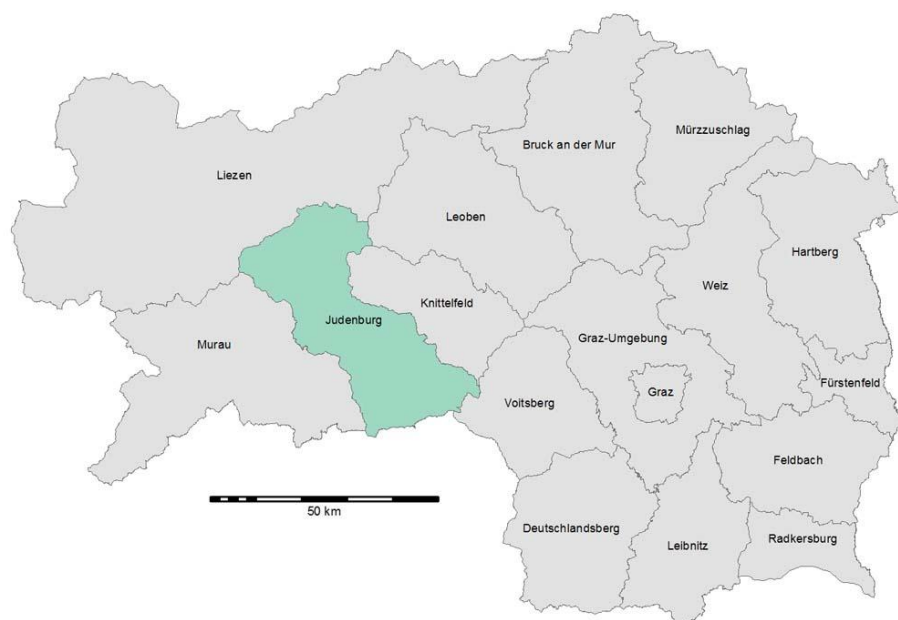 Mürzzuschlag
Bruck an der Mur
Liezen
Leoben
Hartberg
Weiz
Knittelfeld
Judenburg
Graz-Umgebung
Murau
Fürstenfeld
Graz
Voitsberg
Feldbach
50 km
Deutschlandsberg
Radkersburg
Leibnitz